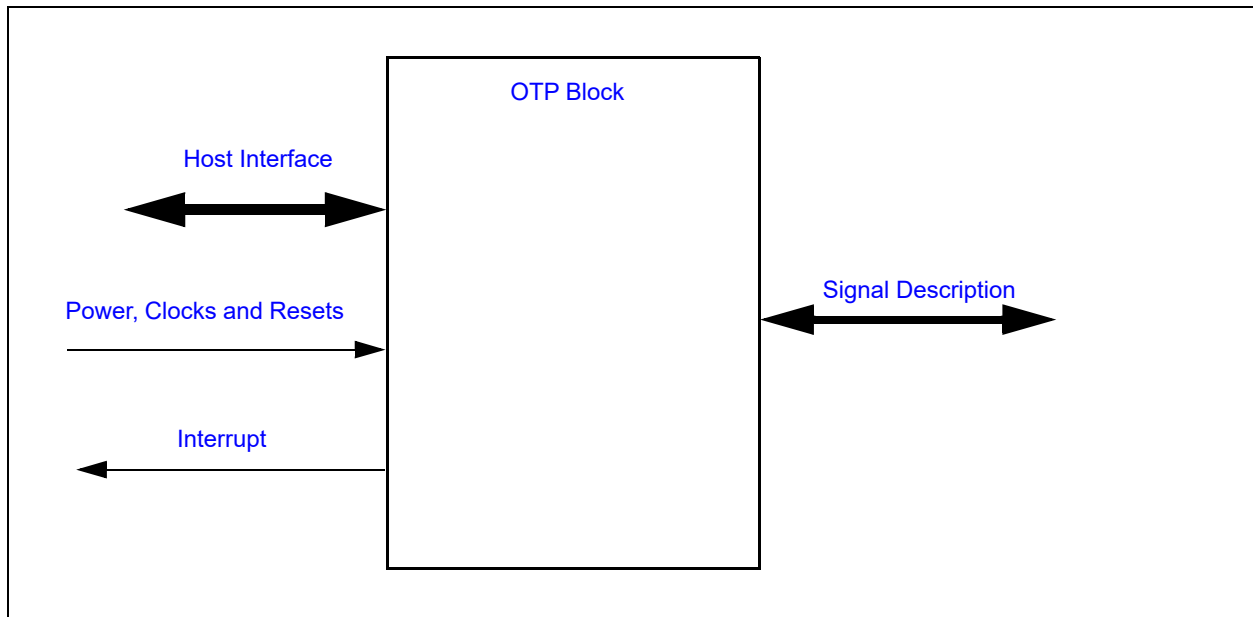 OTP Block
Host Interface
Signal Description
Power, Clocks and Resets
Interrupt